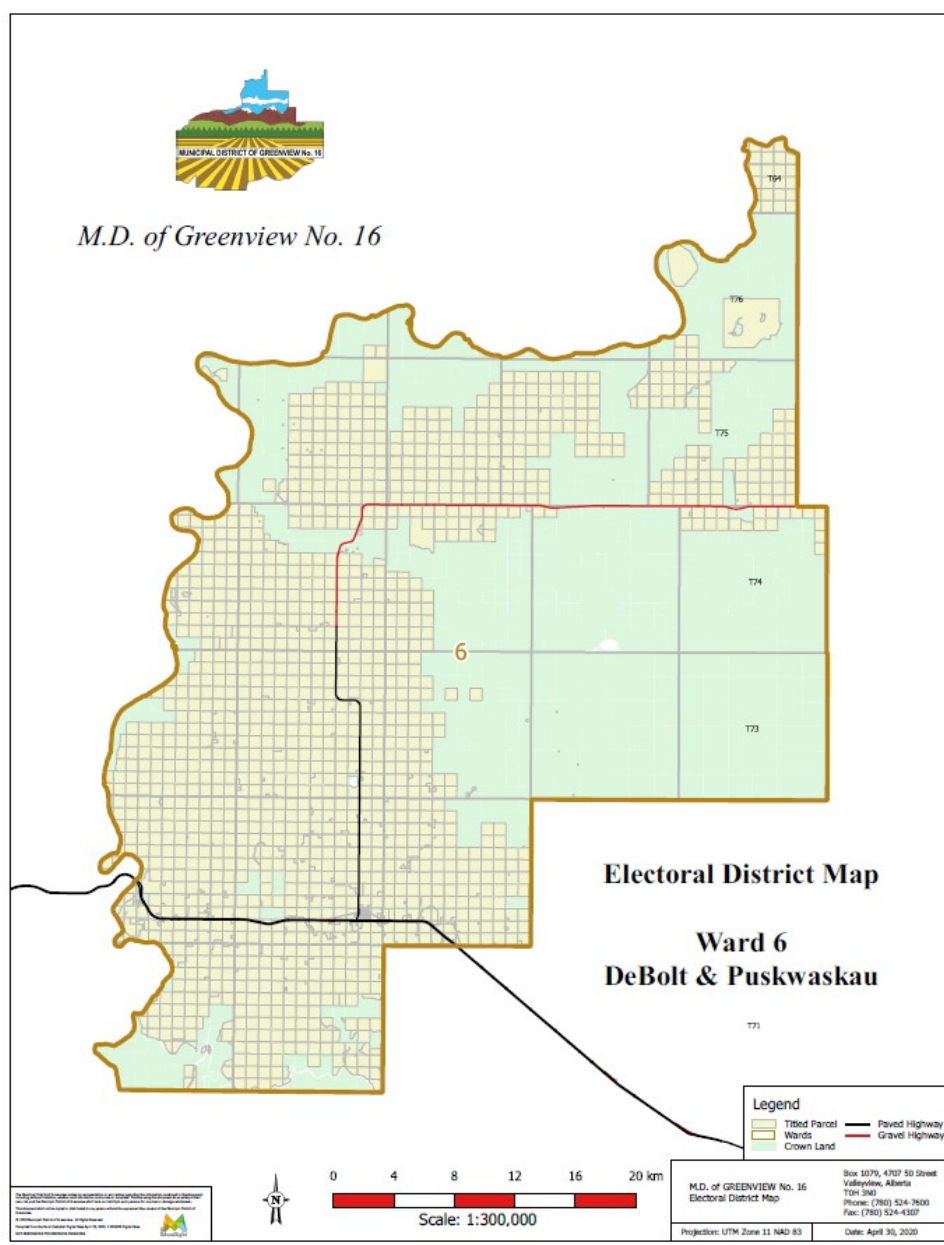 MUNICIPAL DISTRICT OF GREENVIEW No. 16
M.D. of Greenview No. 16
T64
T76
T75
T74
6
T73
Electoral District Map
Ward 6
DeBolt & Puskwaskau
T71
Legend
Titled Parcel
Wards
Crown Land
Paved Highway
Gravel Highway
N
0 4 8 12 16 20 km
Scale: 1:300,000
M.D. of GREENVIEW No. 16
Electoral District Map
Box 1079, 4707 50 Street
Valleyview, Alberta
T0H 3N0
Phone: (780) 524-7600
Fax: (780) 524-4307
Projection: UTM Zone 11 NAD 83
Date: April 30, 2020